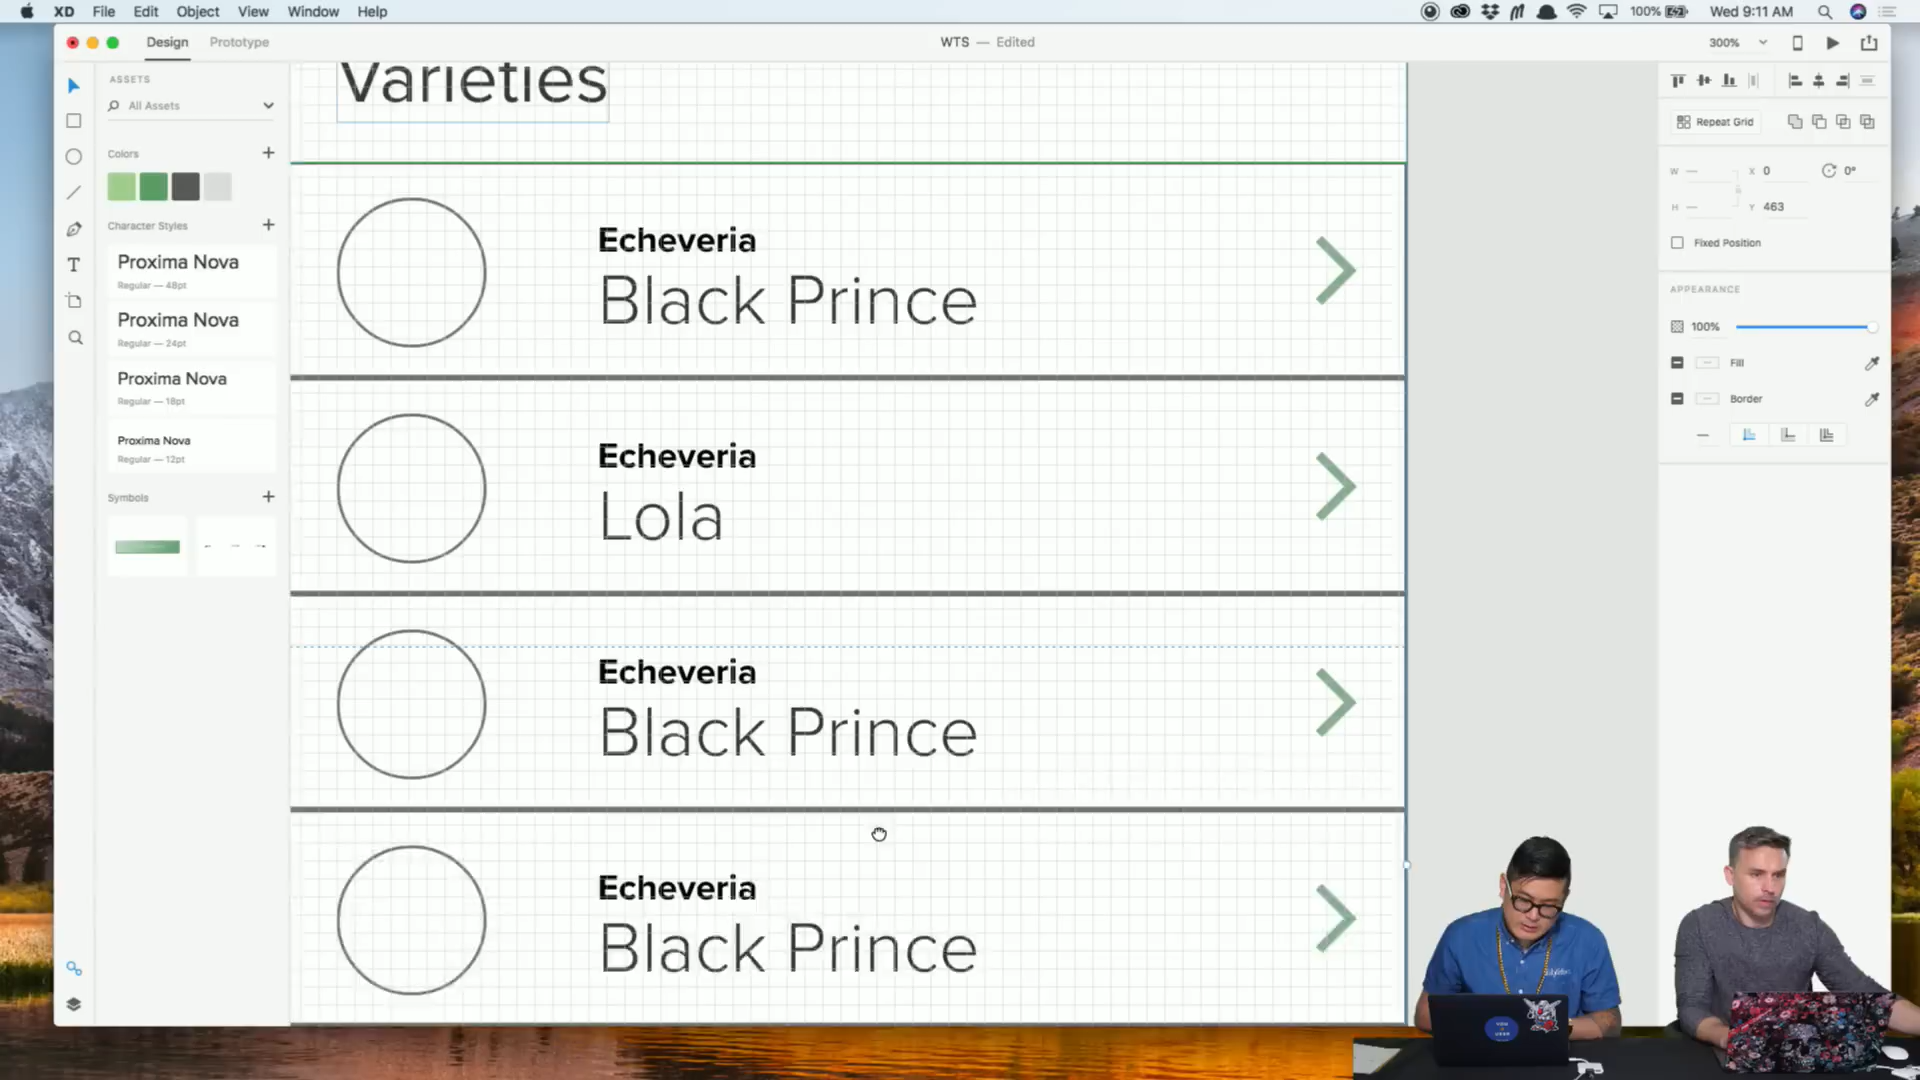 XD File Edit Object View Window Help
100% Wed 9:11 AM
Design Prototype
WTS — Edited
300%
ASSETS
All Assets
Colors
Character Styles
Proxima Nova
Regular — 48pt
Proxima Nova
Regular — 24pt
Proxima Nova
Regular — 18pt
Proxima Nova
Regular — 12pt
Symbols
Varieties
Echeveria
Black Prince
Echeveria
Lola
Echeveria
Black Prince
Echeveria
Black Prince
Repeat Grid
W — X 0 0°
H — Y 463
Fixed Position
APPEARANCE
100%
Fill
Border